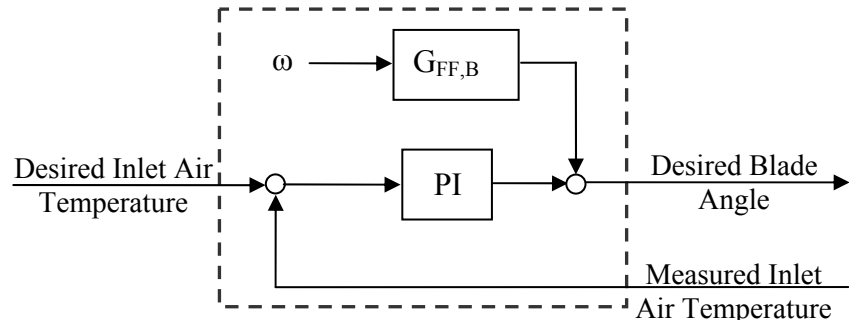 ω
G_FF,B
Desired Inlet Air
Temperature
PI
Desired Blade
Angle
Measured Inlet
Air Temperature